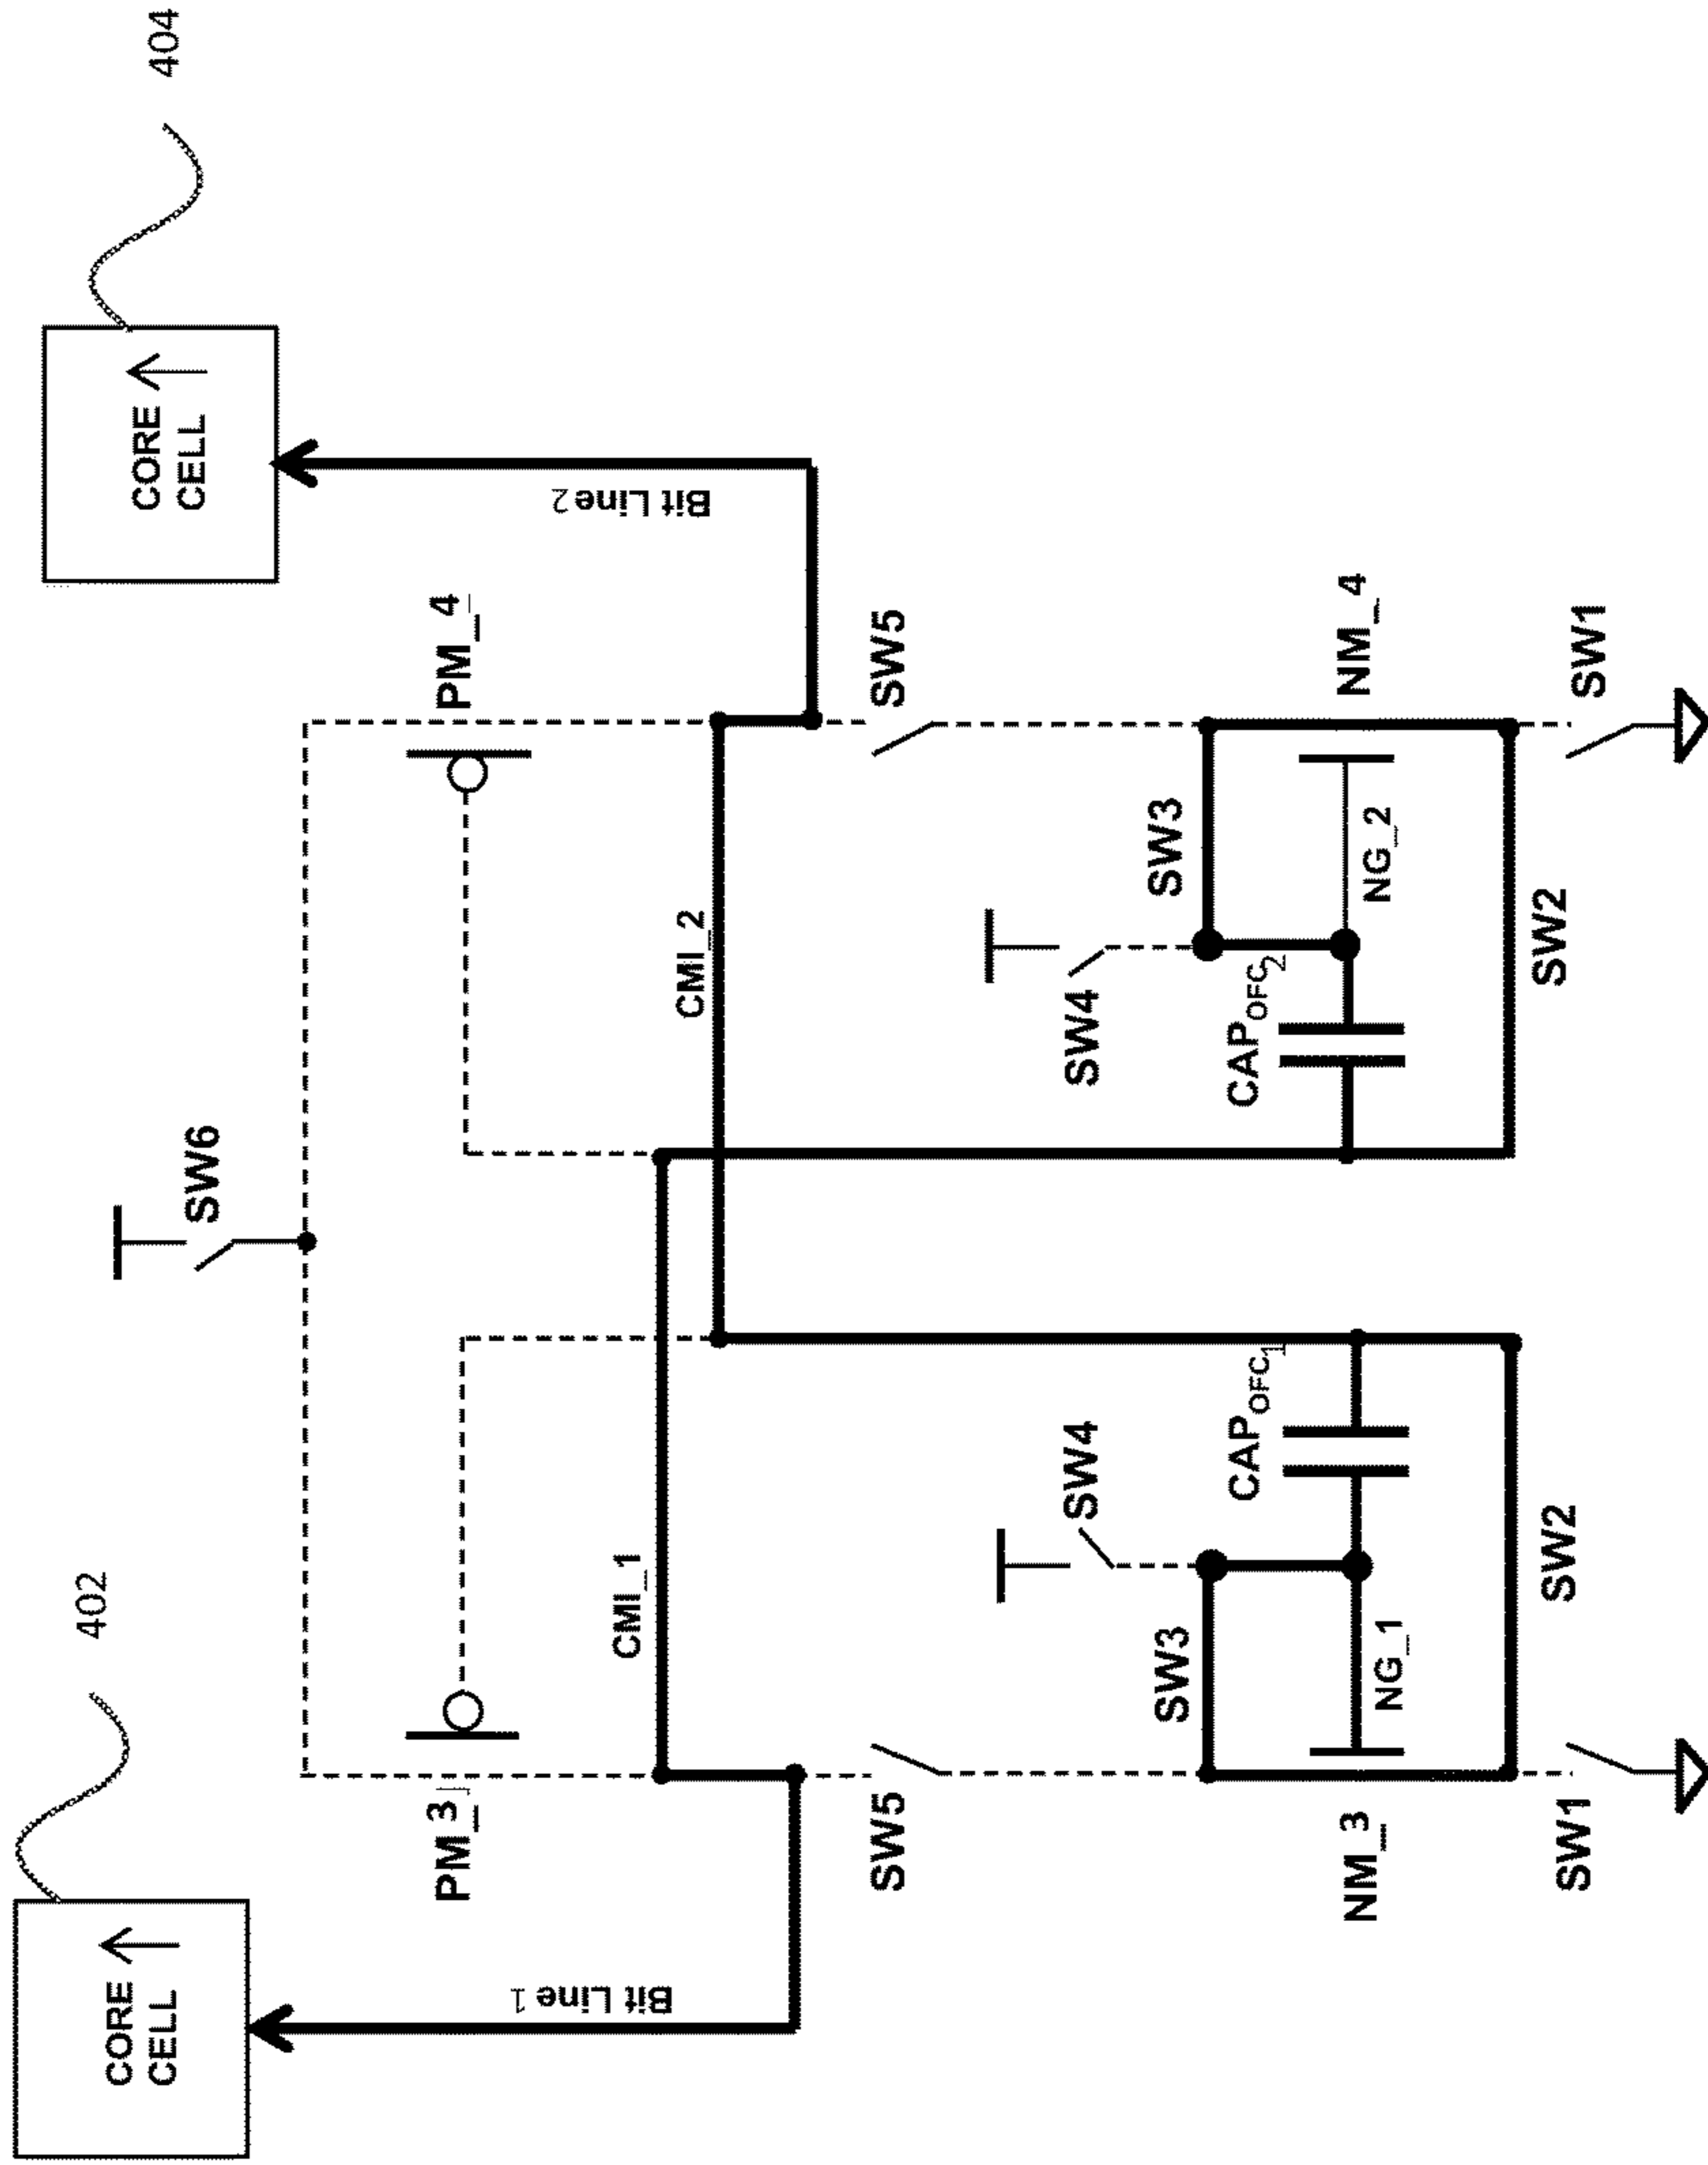 404
402
CORE
CELL
CORE
CELL
Bit Line 1
Bit Line 2
SW6
PM_3
PM_4
CMI_1
CMI_2
SW5
SW5
SW4
SW4
SW3
SW3
CAPOFC1
CAPOFC2
NM_3
NG_1
NG_2
NM_4
SW1
SW2
SW2
SW1